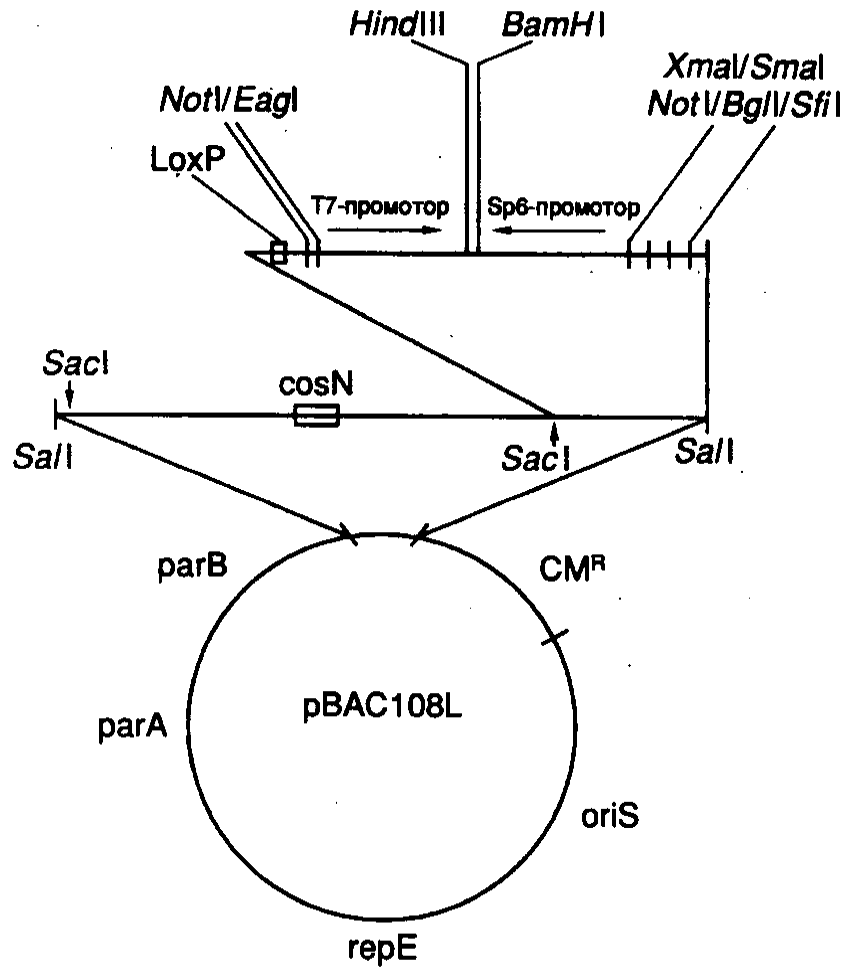 HindIII
BamHI
XmaI/SmaI
NotI/EagI
NotI/BglI/SfiI
LoxP
T7-промотор
Sp6-промотор
SacI
cosN
SalI
SacI
SalI
parB
CMᴿ
pBAC108L
parA
oriS
repE